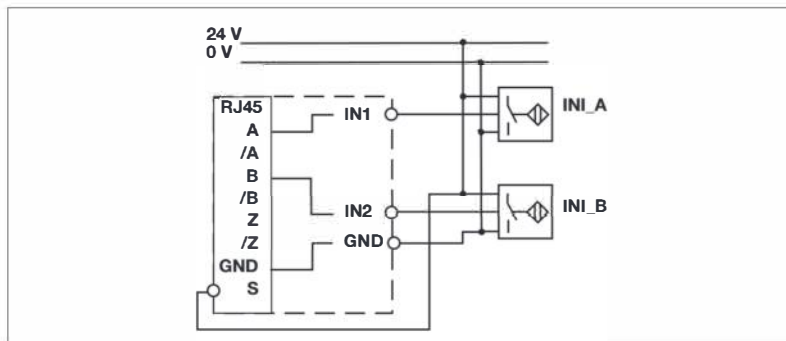 24 V
0 V
RJ45
A
IN1
INI_A
/A
B
/B
IN2
INI_B
Z
/Z
GND
GND
S